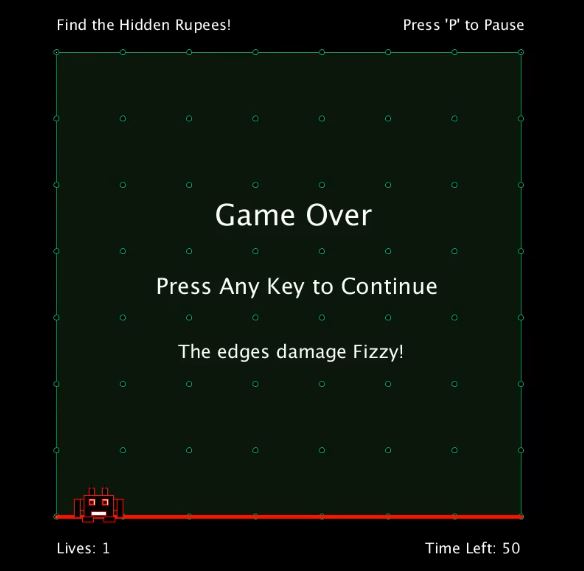 Find the Hidden Rupees!
Press 'P' to Pause
Game Over
Press Any Key to Continue
The edges damage Fizzy!
Lives: 1
Time Left: 50